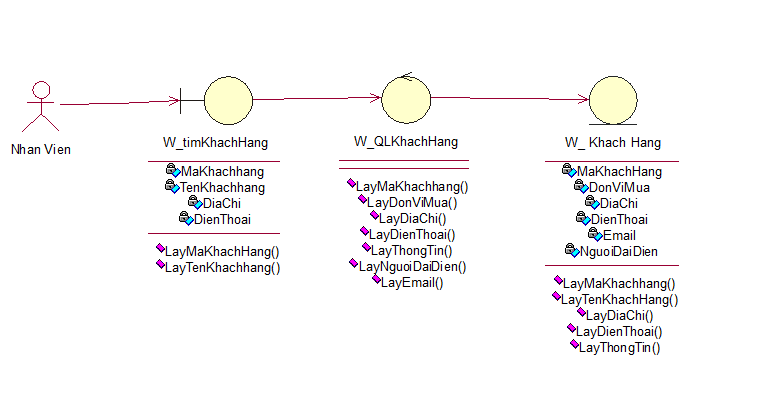 Nhan Vien
W_timKhachHang
MaKhachhang
TenKhachhang
DiaChi
DienThoai
LayMaKhachHang()
LayTenKhachhang()
W_QLKhachHang
LayMaKhachhang()
LayDonViMua()
LayDiaChi()
LayDienThoai()
LayThongTin()
LayNguoiDaiDien()
LayEmail()
W_ Khach Hang
MaKhachHang
DonViMua
DiaChi
DienThoai
Email
NguoiDaiDien
LayMaKhachhang()
LayTenKhachHang()
LayDiaChi()
LayDienThoai()
LayThongTin()